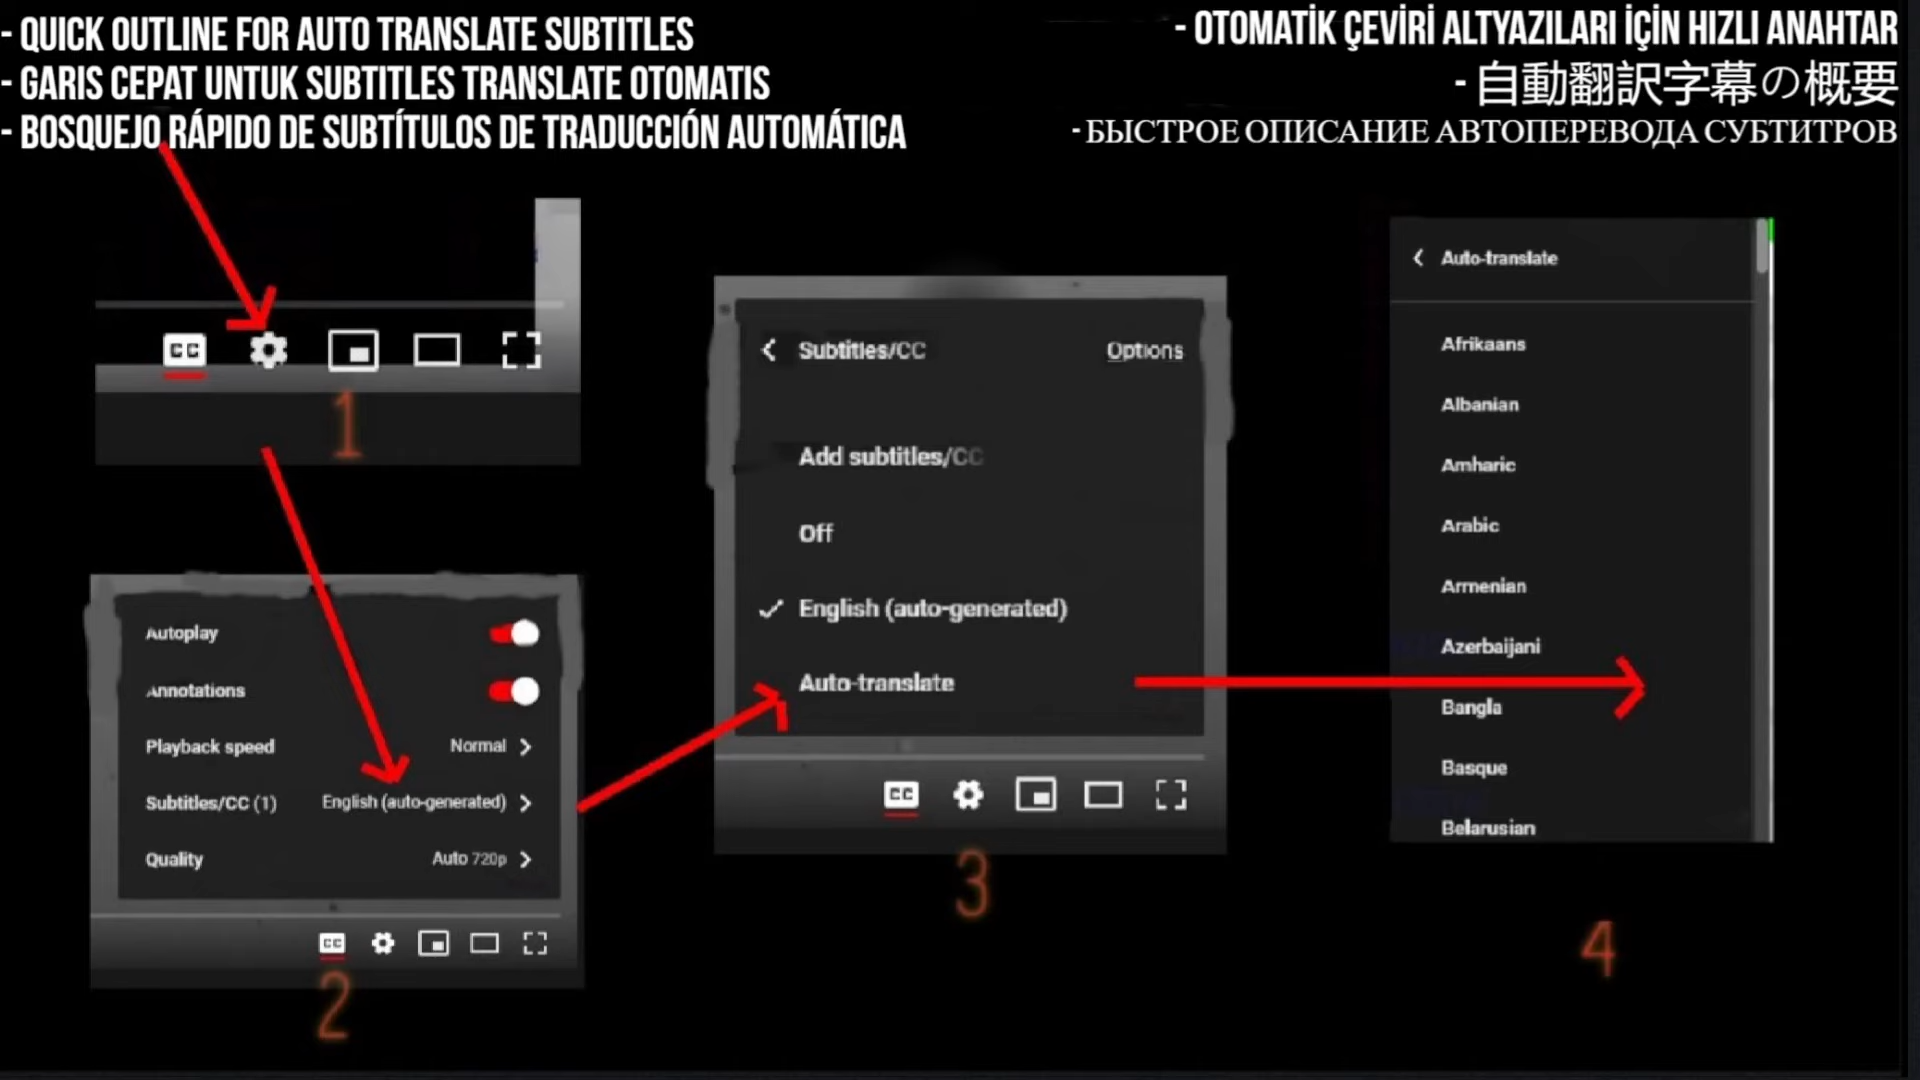 - QUICK OUTLINE FOR AUTO TRANSLATE SUBTITLES
- GARIS CEPAT UNTUK SUBTITLES TRANSLATE OTOMATIS
- BOSQUEJO RÁPIDO DE SUBTÍTULOS DE TRADUCCIÓN AUTOMÁTICA
- OTOMATİK ÇEVİRİ ALTYAZILARI İÇİN HIZLI ANAHTAR
- 自動翻訳字幕の概要
- БЫСТРОЕ ОПИСАНИЕ АВТОПЕРЕВОДА СУБТИТРОВ
CC
1
Autoplay
Annotations
Playback speed Normal
Subtitles/CC (1) English (auto-generated)
Quality Auto 720p
CC
2
Subtitles/CC Options
Add subtitles/CC
Off
English (auto-generated)
Auto-translate
CC
3
Auto-translate
Afrikaans
Albanian
Amharic
Arabic
Armenian
Azerbaijani
Bangla
Basque
Belarusian
4